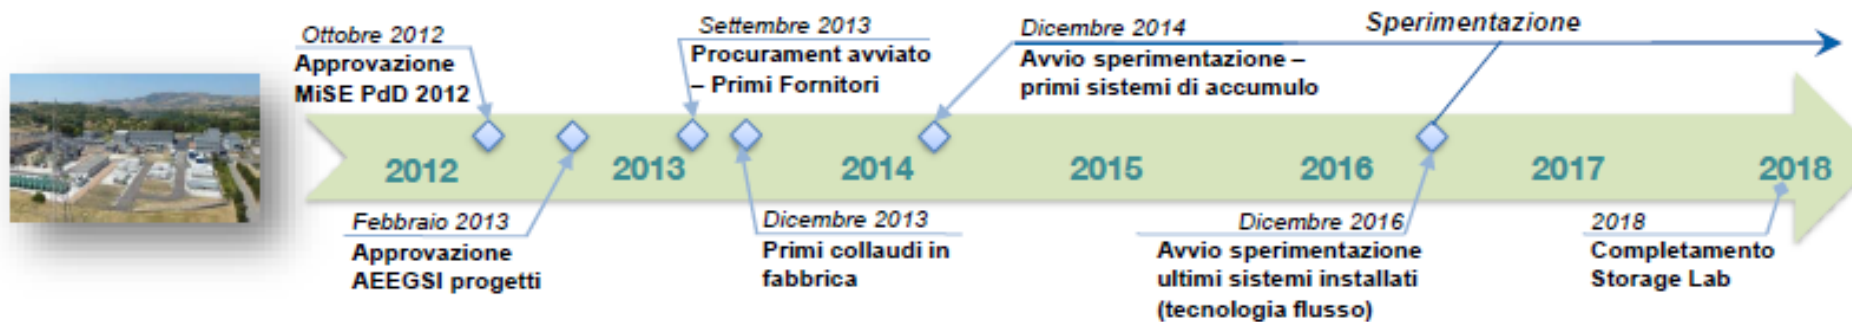 Ottobre 2012
Approvazione
MiSE PdD 2012
Settembre 2013
Procurament avviato
– Primi Fornitori
Dicembre 2014
Avvio sperimentazione –
primi sistemi di accumulo
Sperimentazione
2012
2013
2014
2015
2016
2017
2018
Febbraio 2013
Approvazione
AEEGSI progetti
Dicembre 2013
Primi collaudi in
fabbrica
Dicembre 2016
Avvio sperimentazione
ultimi sistemi installati
(tecnologia flusso)
2018
Completamento
Storage Lab